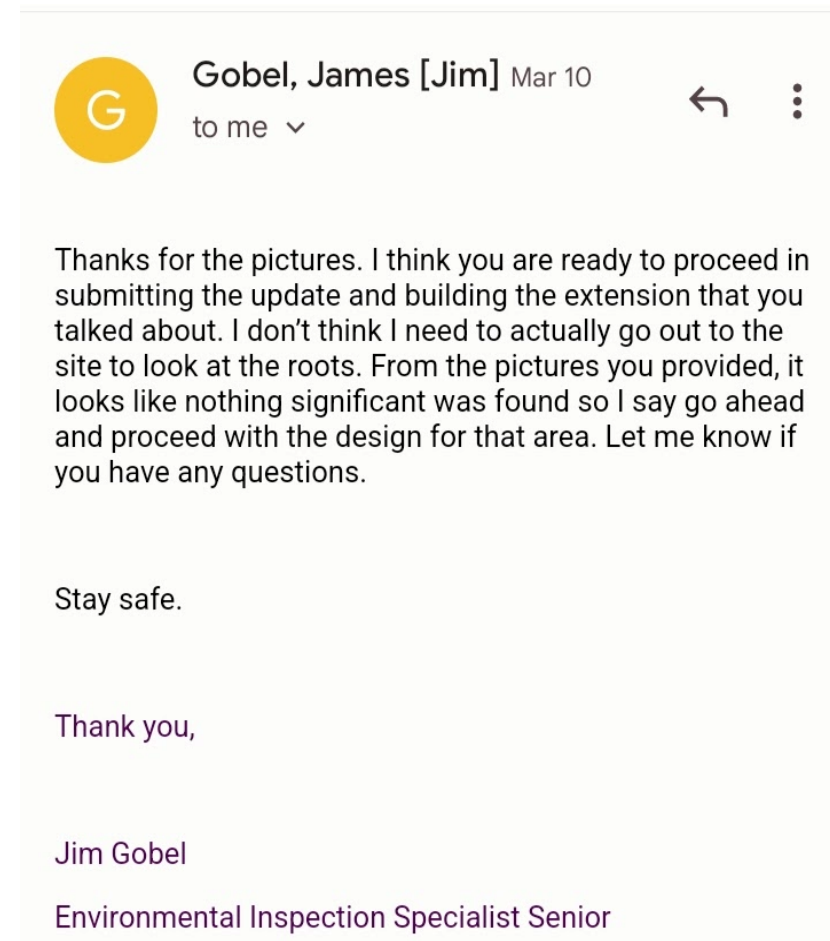 G
Gobel, James [Jim] Mar 10
to me
Thanks for the pictures. I think you are ready to proceed in
submitting the update and building the extension that you
talked about. I don’t think I need to actually go out to the
site to look at the roots. From the pictures you provided, it
looks like nothing significant was found so I say go ahead
and proceed with the design for that area. Let me know if
you have any questions.
Stay safe.
Thank you,
Jim Gobel
Environmental Inspection Specialist Senior